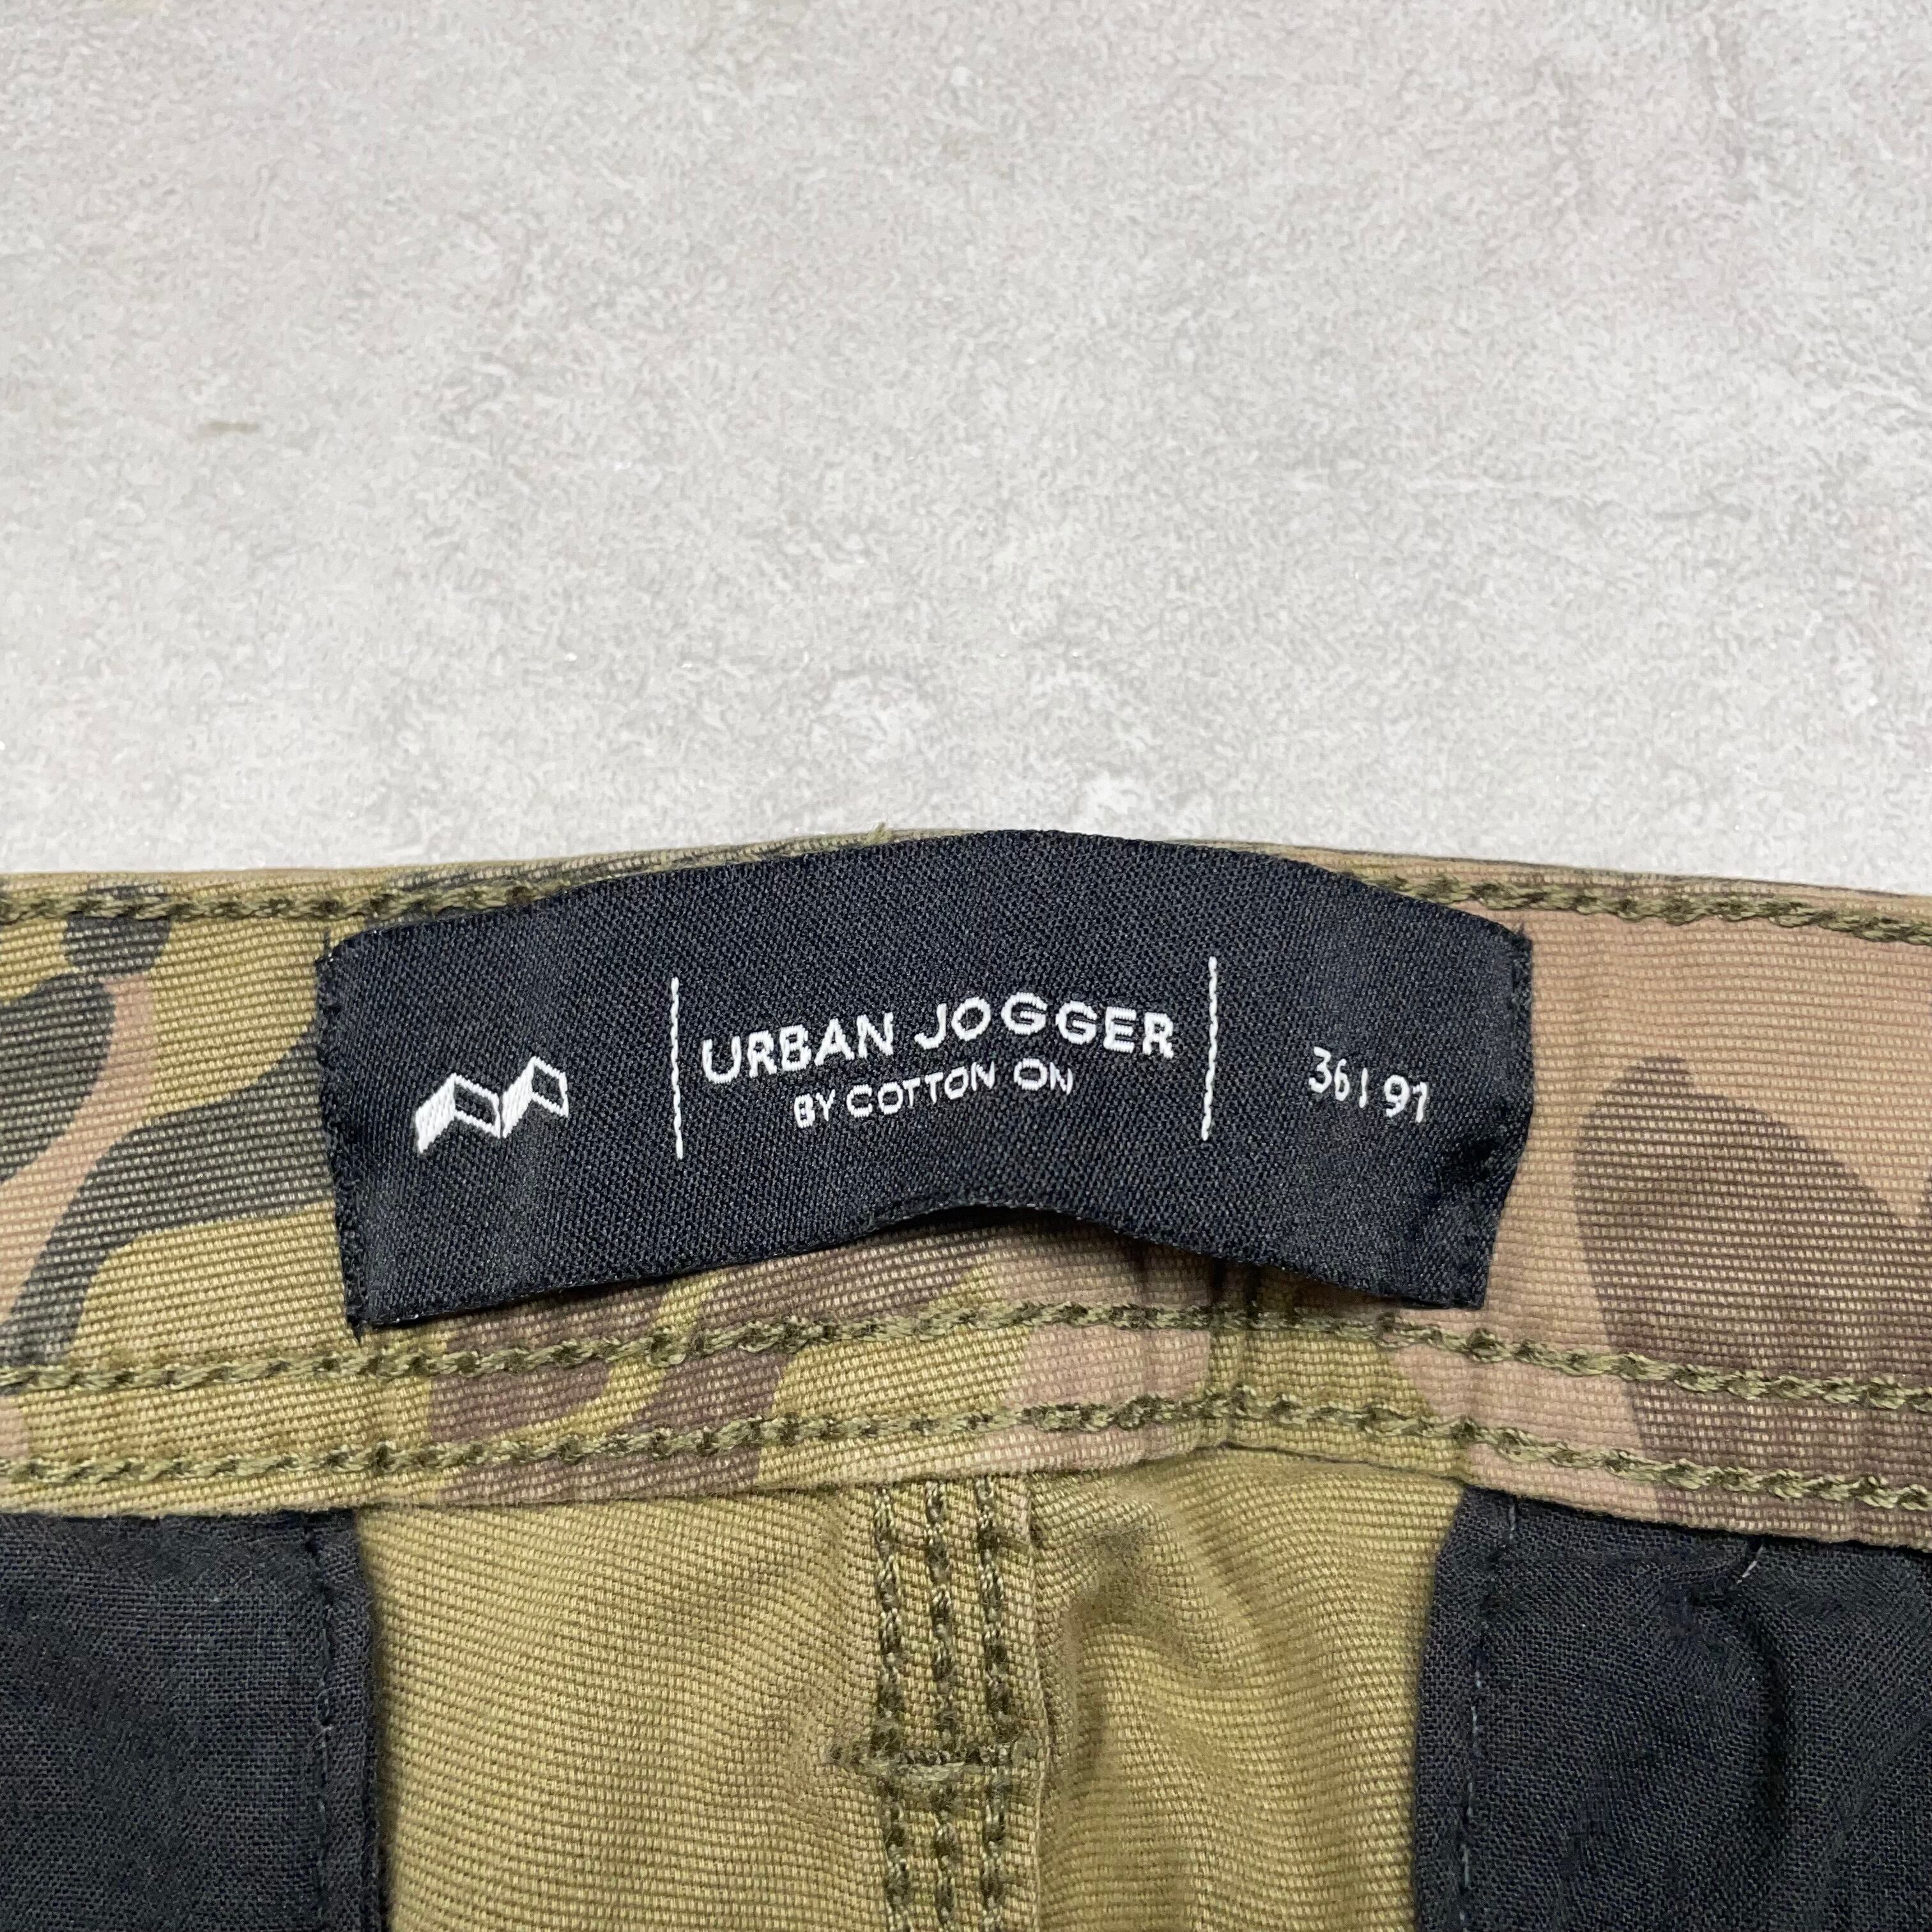 URBAN JOGGER
BY COTTON ON
36 | 91